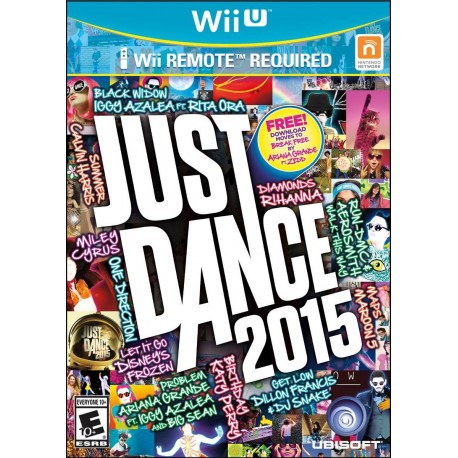 Wii U
Wii REMOTE™ REQUIRED
NINTENDO
NETWORK
BLACK WIDOW
IGGY AZALEA FT. RITA ORA
FREE!
DOWNLOAD
MOVES TO
BREAK FREE
BY
ARIANA GRANDE
FT. ZEDD
SUMMER
CALVIN HARRIS
JUST
DANCE
2015
DIAMONDS
RIHANNA
RUN-DMC &
AEROSMITH
WALK THIS WAY
MILEY
CYRUS
ONE DIRECTION
MAPS
MAROON 5
JUST
DANCE
2015
LET IT GO
DISNEY'S
FROZEN
PROBLEM
ARIANA GRANDE
FT. IGGY AZALEA
AND BIG SEAN
BIRTHDAY
KATY PERRY
GET LOW
DILLON FRANCIS
& DJ SNAKE
EVERYONE 10+
E
10+
ESRB
UBISOFT